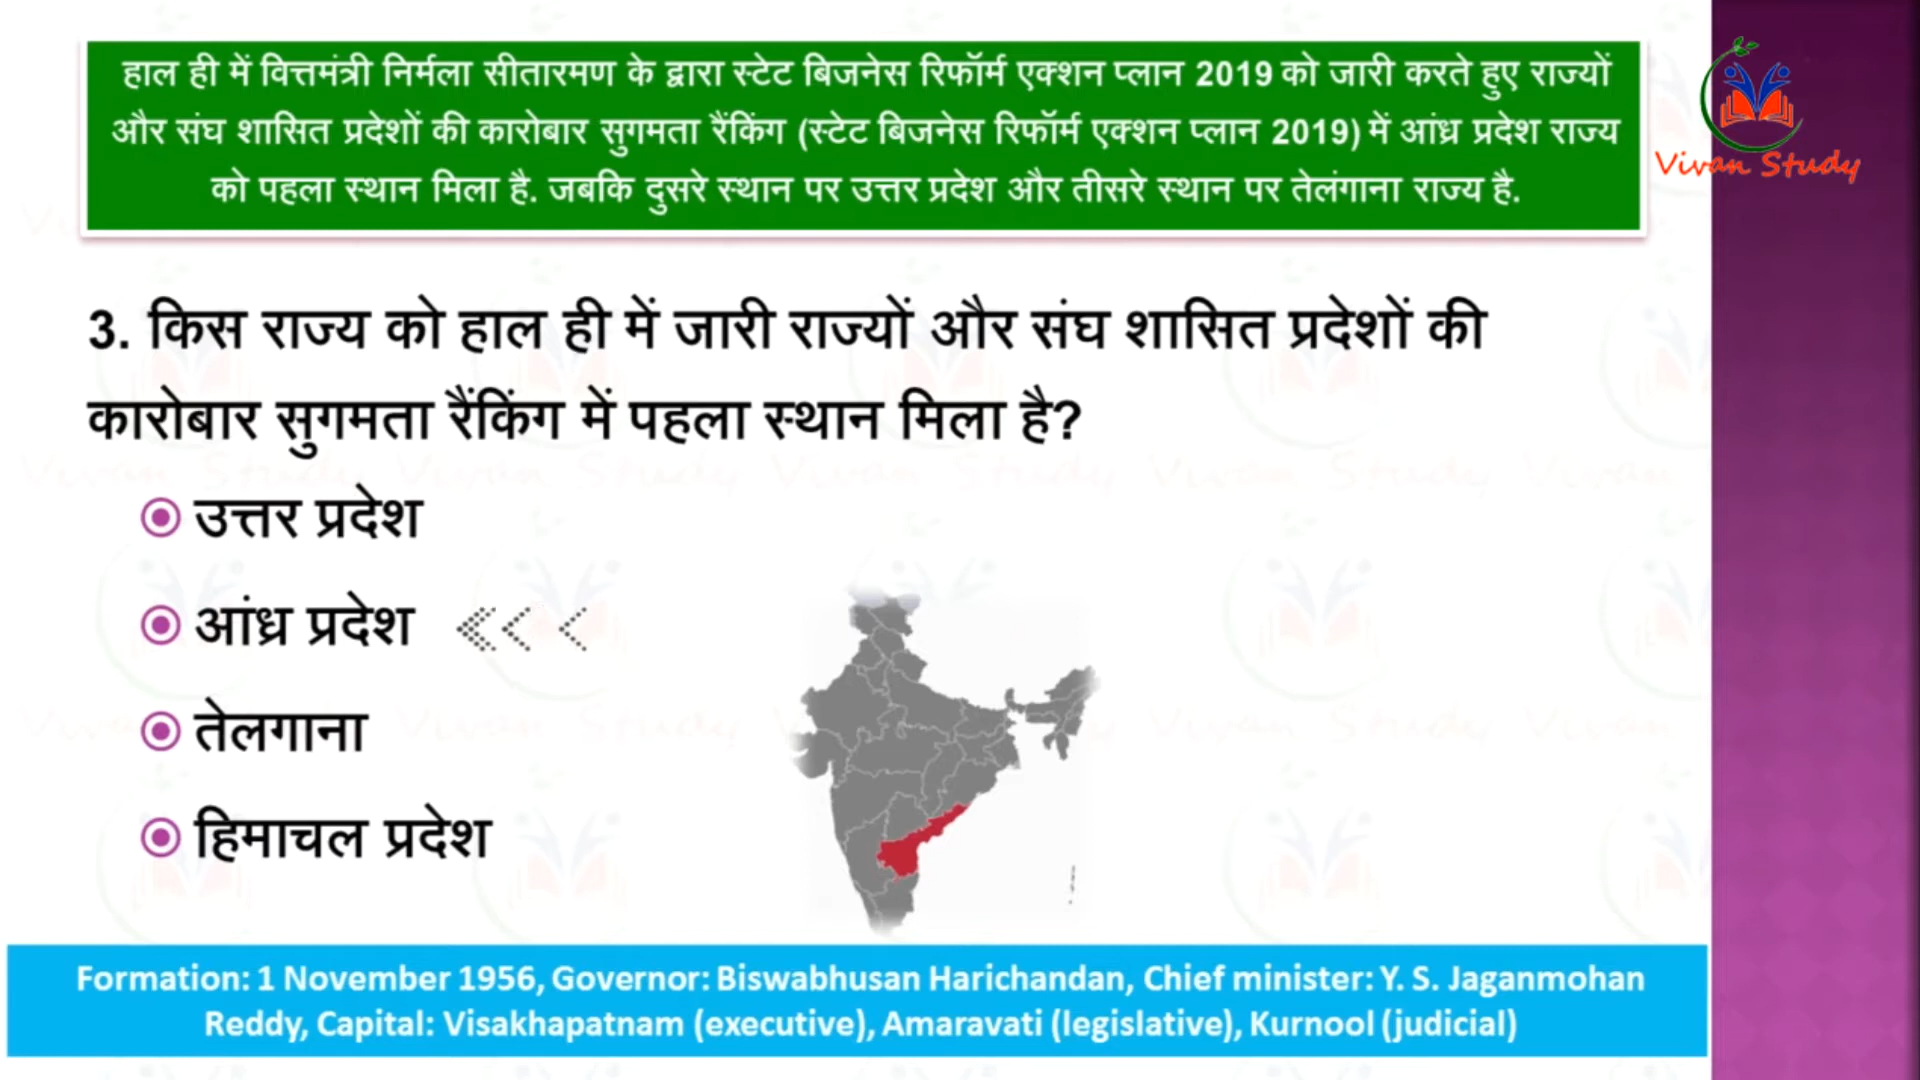 हाल ही में वित्तमंत्री निर्मला सीतारमण के द्वारा स्टेट बिजनेस रिफॉर्म एक्शन प्लान 2019 को जारी करते हुए राज्यों
और संघ शासित प्रदेशों की कारोबार सुगमता रैंकिंग (स्टेट बिजनेस रिफॉर्म एक्शन प्लान 2019) में आंध्र प्रदेश राज्य
को पहला स्थान मिला है. जबकि दुसरे स्थान पर उत्तर प्रदेश और तीसरे स्थान पर तेलंगाना राज्य है.
Vivan Study
3. किस राज्य को हाल ही में जारी राज्यों और संघ शासित प्रदेशों की
कारोबार सुगमता रैंकिंग में पहला स्थान मिला है?
उत्तर प्रदेश
आंध्र प्रदेश
तेलगाना
हिमाचल प्रदेश
Formation: 1 November 1956, Governor: Biswabhusan Harichandan, Chief minister: Y. S. Jaganmohan
Reddy, Capital: Visakhapatnam (executive), Amaravati (legislative), Kurnool (judicial)